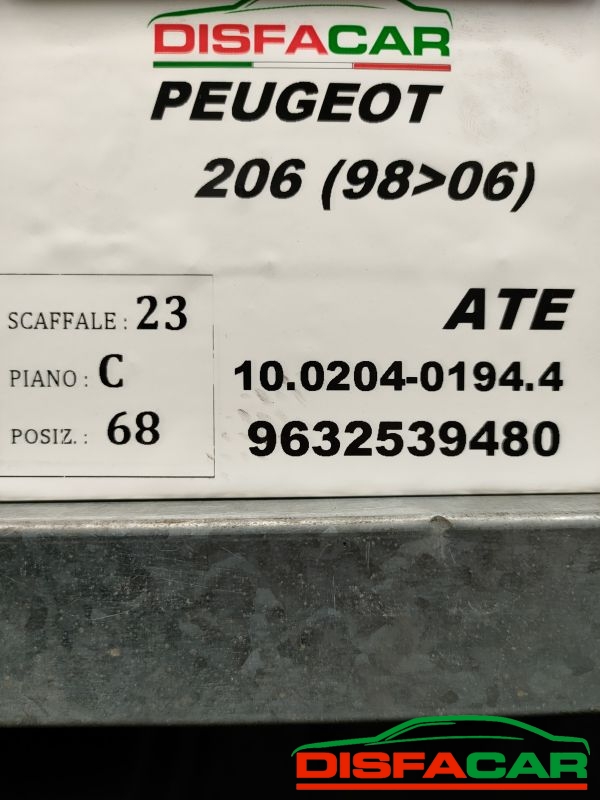 DISFACAR
PEUGEOT
206 (98>06)
SCAFFALE : 23
PIANO : C
POSIZ. : 68
ATE
10.0204-0194.4
9632539480
DISFACAR